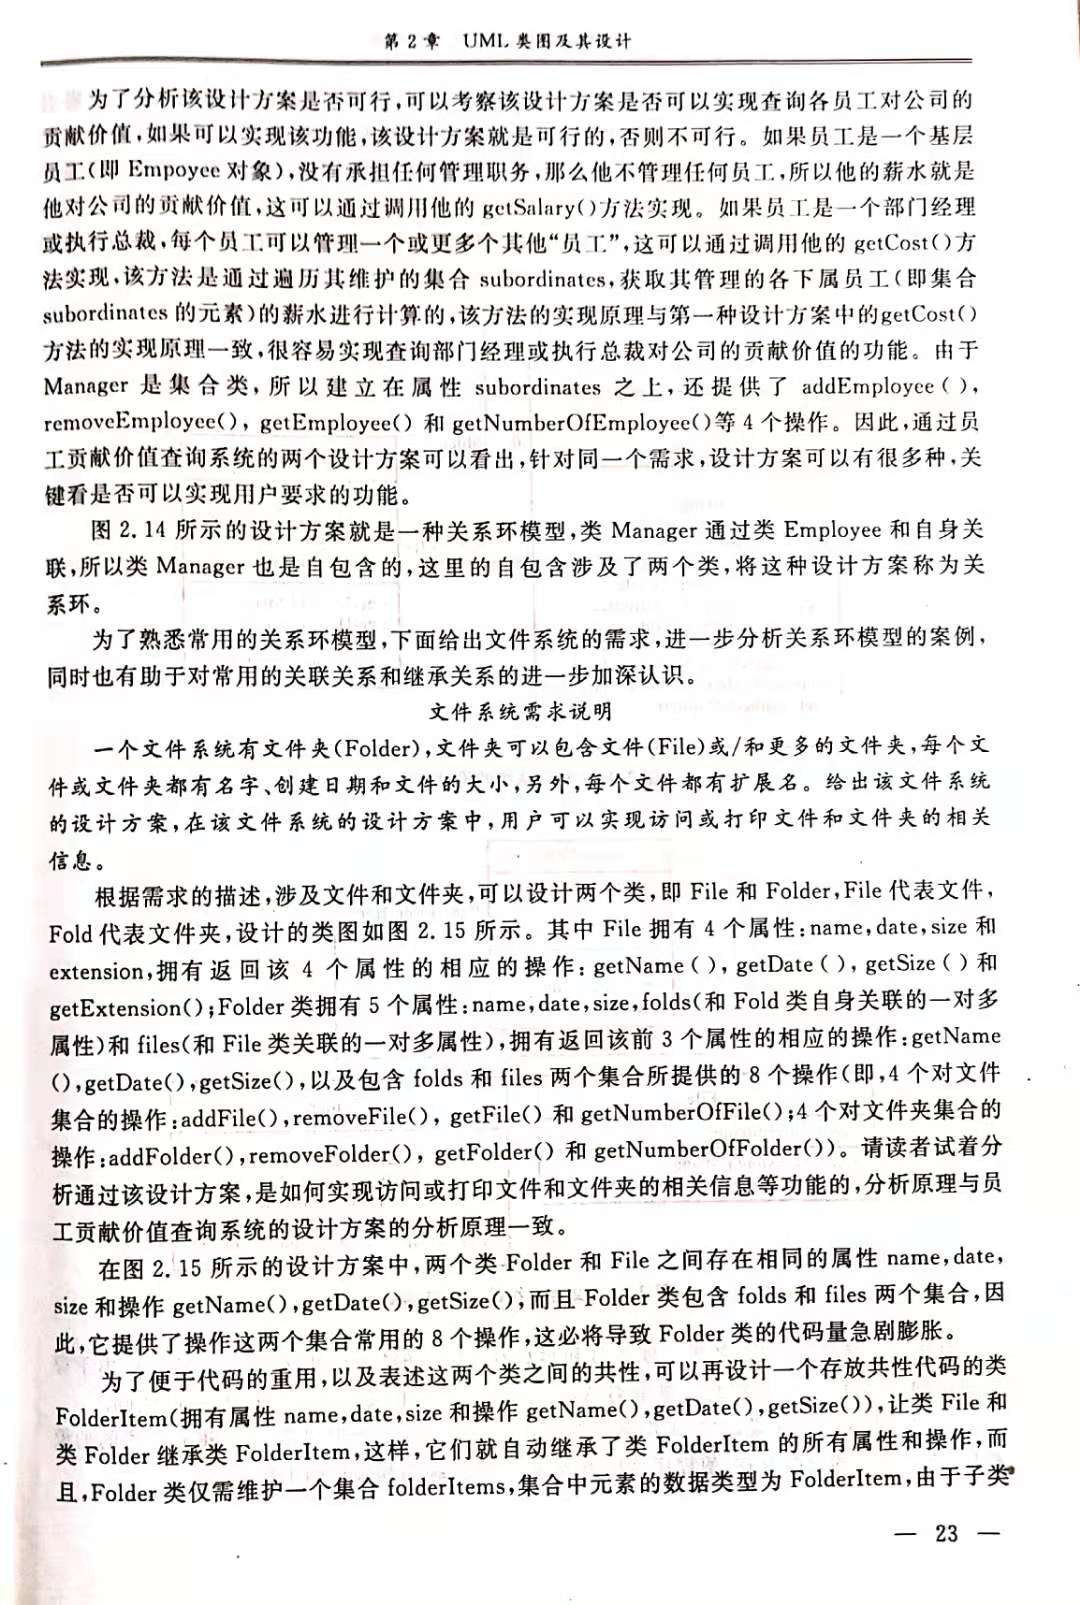 第 2 章　UML 类图及其设计
为了分析该设计方案是否可行,可以考察该设计方案是否可以实现查询各员工对公司的
贡献价值,如果可以实现该功能,该设计方案就是可行的,否则不可行。如果员工是一个基层
员工(即 Empoyee 对象),没有承担任何管理职务,那么他不管理任何员工,所以他的薪水就是
他对公司的贡献价值,这可以通过调用他的 getSalary()方法实现。如果员工是一个部门经理
或执行总裁,每个员工可以管理一个或更多个其他“员工”,这可以通过调用他的 getCost()方
法实现,该方法是通过遍历其维护的集合 subordinates,获取其管理的各下属员工(即集合
subordinates 的元素)的薪水进行计算的,该方法的实现原理与第一种设计方案中的getCost()
方法的实现原理一致,很容易实现查询部门经理或执行总裁对公司的贡献价值的功能。由于
Manager 是集合类,所以建立在属性 subordinates 之上,还提供了 addEmployee(),
removeEmployee(), getEmployee() 和 getNumberOfEmployee()等 4 个操作。因此,通过员
工贡献价值查询系统的两个设计方案可以看出,针对同一个需求,设计方案可以有很多种,关
键看是否可以实现用户要求的功能。
图 2.14 所示的设计方案就是一种关系环模型,类 Manager 通过类 Employee 和自身关
联,所以类 Manager 也是自包含的,这里的自包含涉及了两个类,将这种设计方案称为关
系环。
为了熟悉常用的关系环模型,下面给出文件系统的需求,进一步分析关系环模型的案例,
同时也有助于对常用的关联关系和继承关系的进一步加深认识。
文件系统需求说明
一个文件系统有文件夹(Folder),文件夹可以包含文件(File)或/和更多的文件夹,每个文
件或文件夹都有名字、创建日期和文件的大小,另外,每个文件都有扩展名。给出该文件系统
的设计方案,在该文件系统的设计方案中,用户可以实现访问或打印文件和文件夹的相关
信息。
根据需求的描述,涉及文件和文件夹,可以设计两个类,即 File 和 Folder,File 代表文件,
Fold 代表文件夹,设计的类图如图 2.15 所示。其中 File 拥有 4 个属性:name,date,size 和
extension,拥有返回该 4 个属性的相应的操作: getName(), getDate(), getSize()和
getExtension();Folder 类拥有 5 个属性:name,date,size,folds(和 Fold 类自身关联的一对多
属性)和 files(和 File 类关联的一对多属性),拥有返回该前 3 个属性的相应的操作:getName
(),getDate(),getSize(),以及包含 folds 和 files 两个集合所提供的 8 个操作(即,4 个对文件
集合的操作:addFile(),removeFile(), getFile() 和 getNumberOfFile();4 个对文件夹集合的
操作:addFolder(),removeFolder(), getFolder() 和 getNumberOfFolder())。请读者试着分
析通过该设计方案,是如何实现访问或打印文件和文件夹的相关信息等功能的,分析原理与员
工贡献价值查询系统的设计方案的分析原理一致。
在图 2.15 所示的设计方案中,两个类 Folder 和 File 之间存在相同的属性 name,date,
size 和操作 getName(),getDate(),getSize();而且 Folder 类包含 folds 和 files 两个集合,因
此,它提供了操作这两个集合常用的 8 个操作,这必将导致 Folder 类的代码量急剧膨胀。
为了便于代码的重用,以及表述这两个类之间的共性,可以再设计一个存放共性代码的类
FolderItem(拥有属性 name,date,size 和操作 getName(),getDate(),getSize()),让类 File 和
类 Folder 继承类 FolderItem,这样,它们就自动继承了类 FolderItem 的所有属性和操作,而
且,Folder 类仅需维护一个集合 folderItems,集合中元素的数据类型为 FolderItem,由于子类
— 23 —